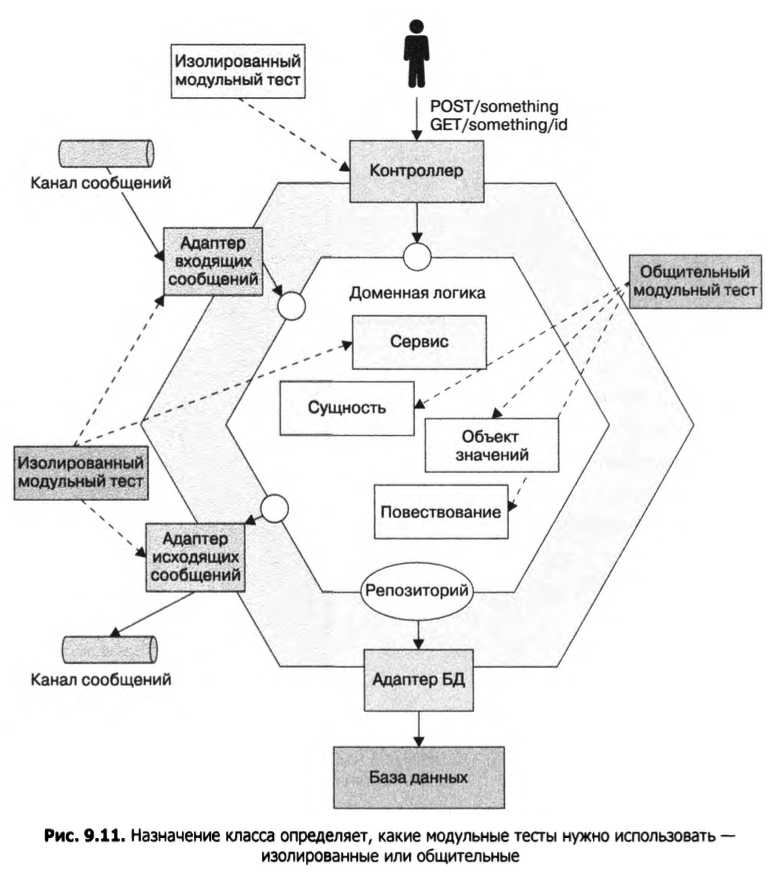 Изолированный
модульный тест
POST/something
GET/something/id
Канал сообщений
Контроллер
Адаптер
входящих
сообщений
Общительный
модульный тест
Доменная логика
Сервис
Сущность
Объект
значений
Изолированный
модульный тест
Повествование
Адаптер
исходящих
сообщений
Репозиторий
Канал сообщений
Адаптер БД
База данных
Рис. 9.11. Назначение класса определяет, какие модульные тесты нужно использовать —
изолированные или общительные